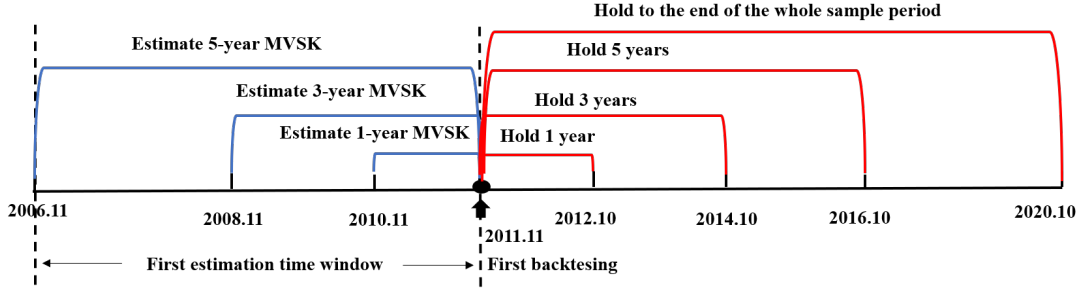 Hold to the end of the whole sample period
Estimate 5-year MVSK
Hold 5 years
Estimate 3-year MVSK
Hold 3 years
Estimate 1-year MVSK
Hold 1 year
2006.11
2008.11
2010.11
2011.11
2012.10
2014.10
2016.10
2020.10
First estimation time window
First backtesing